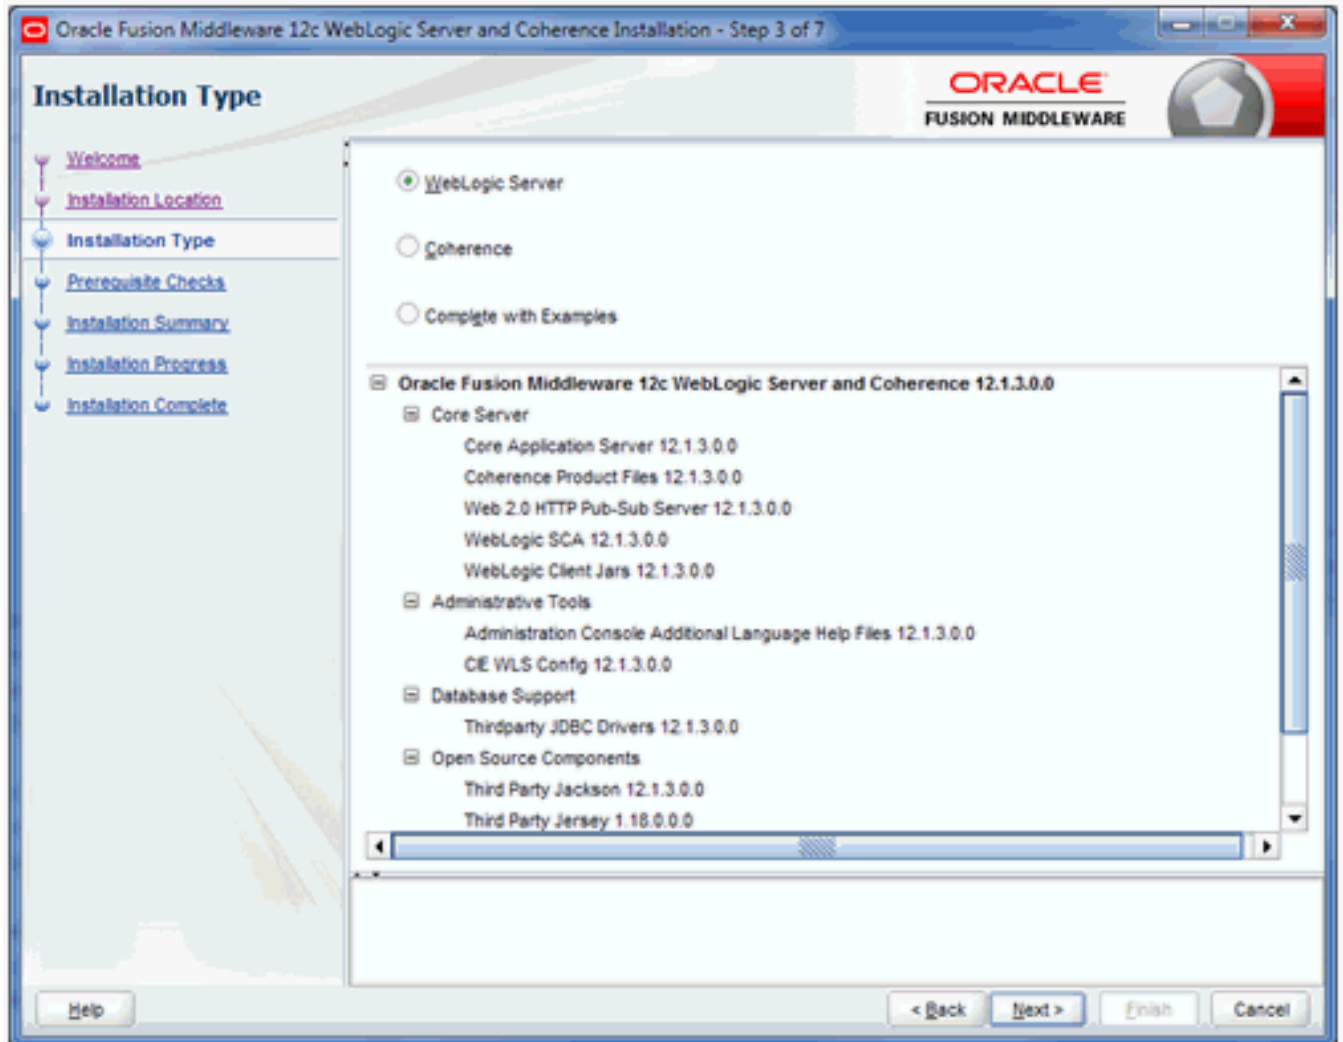 Oracle Fusion Middleware 12c WebLogic Server and Coherence Installation - Step 3 of 7
Installation Type
ORACLE
FUSION MIDDLEWARE
Welcome
Installation Location
Installation Type
Prerequisite Checks
Installation Summary
Installation Progress
Installation Complete
WebLogic Server
Coherence
Complete with Examples
Oracle Fusion Middleware 12c WebLogic Server and Coherence 12.1.3.0.0
Core Server
Core Application Server 12.1.3.0.0
Coherence Product Files 12.1.3.0.0
Web 2.0 HTTP Pub-Sub Server 12.1.3.0.0
WebLogic SCA 12.1.3.0.0
WebLogic Client Jars 12.1.3.0.0
Administrative Tools
Administration Console Additional Language Help Files 12.1.3.0.0
CIE WLS Config 12.1.3.0.0
Database Support
Thirdparty JDBC Drivers 12.1.3.0.0
Open Source Components
Third Party Jackson 12.1.3.0.0
Third Party Jersey 1.18.0.0.0
Help
< Back
Next >
Finish
Cancel